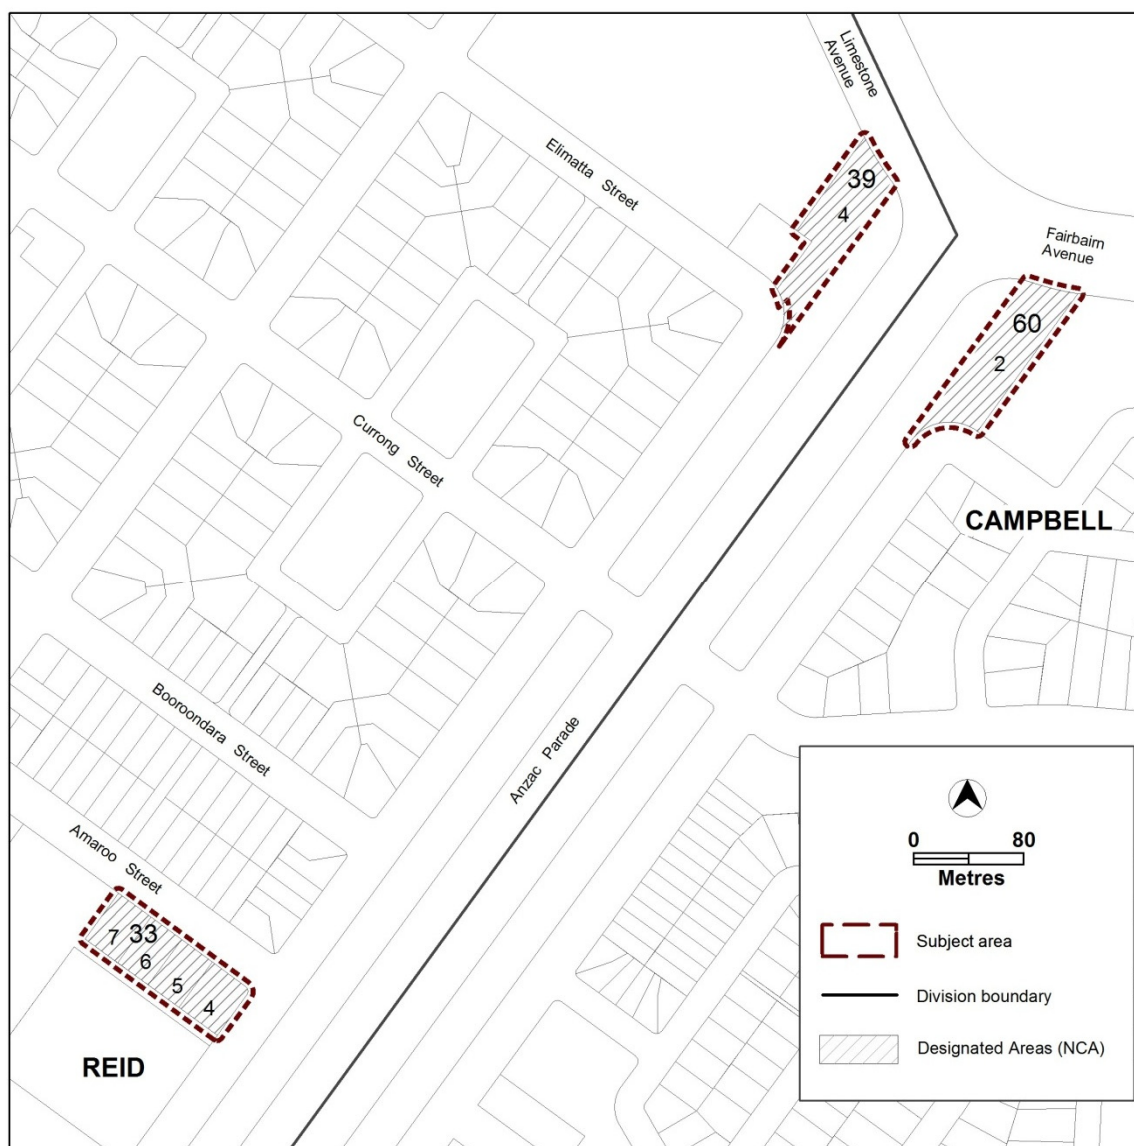 Limestone
Avenue
Elimatta Street
39
4
Fairbairn
Avenue
60
2
Currong Street
CAMPBELL
Booroondara Street
Anzac Parade
Amaroo Street
7
33
6
5
4
REID
0 80
Metres
Subject area
Division boundary
Designated Areas (NCA)